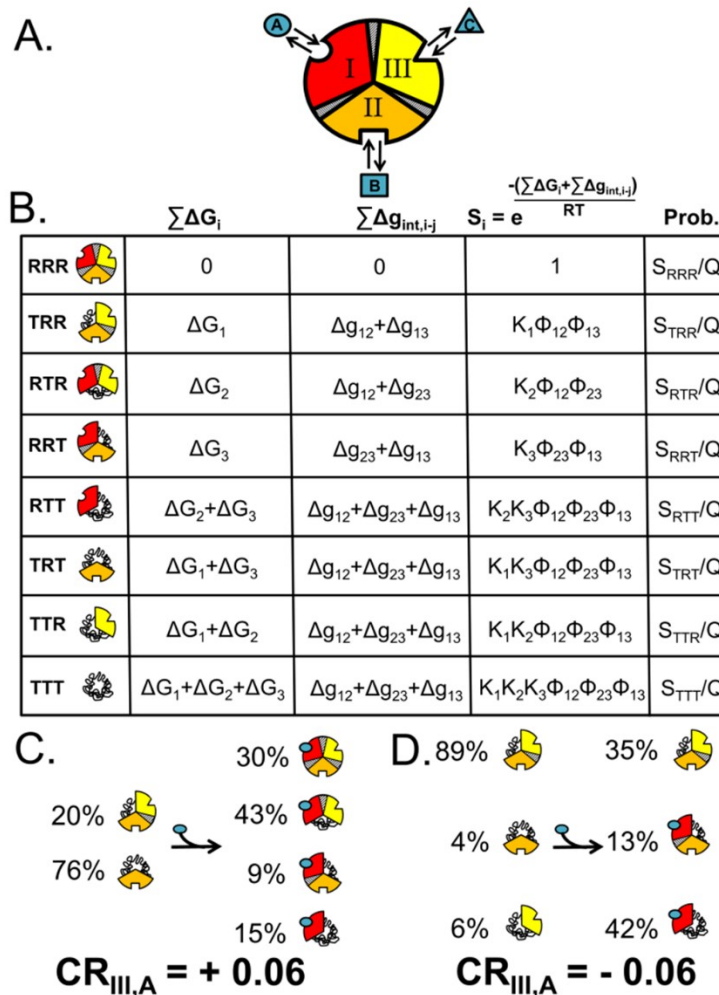 A.
A
C
I
III
II
B
B.
∑ΔGᵢ ∑Δg_int,i-j Sᵢ = e^(-(∑ΔGᵢ+∑Δg_int,i-j)/RT) Prob.
RRR 0 0 1 S_RRR/Q
TRR ΔG₁ Δg₁₂+Δg₁₃ K₁Φ₁₂Φ₁₃ S_TRR/Q
RTR ΔG₂ Δg₁₂+Δg₂₃ K₂Φ₁₂Φ₂₃ S_RTR/Q
RRT ΔG₃ Δg₂₃+Δg₁₃ K₃Φ₂₃Φ₁₃ S_RRT/Q
RTT ΔG₂+ΔG₃ Δg₁₂+Δg₂₃+Δg₁₃ K₂K₃Φ₁₂Φ₂₃Φ₁₃ S_RTT/Q
TRT ΔG₁+ΔG₃ Δg₁₂+Δg₂₃+Δg₁₃ K₁K₃Φ₁₂Φ₂₃Φ₁₃ S_TRT/Q
TTR ΔG₁+ΔG₂ Δg₁₂+Δg₂₃+Δg₁₃ K₁K₂Φ₁₂Φ₂₃Φ₁₃ S_TTR/Q
TTT ΔG₁+ΔG₂+ΔG₃ Δg₁₂+Δg₂₃+Δg₁₃ K₁K₂K₃Φ₁₂Φ₂₃Φ₁₃ S_TTT/Q
C.
30%
20%
43%
76%
9%
15%
CR_III,A = + 0.06
D.
89% 35%
4% 13%
6% 42%
CR_III,A = - 0.06